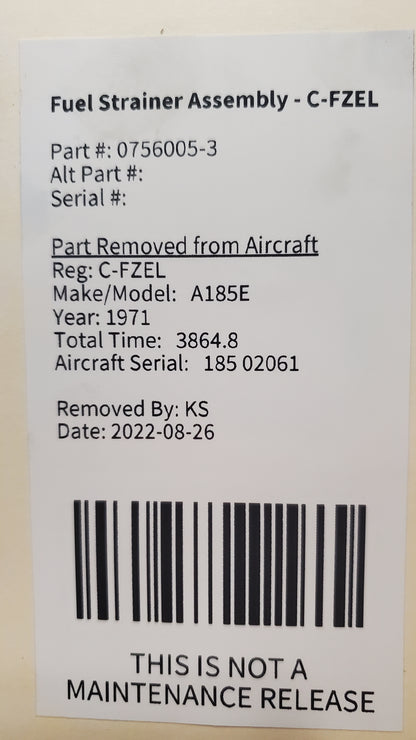 Fuel Strainer Assembly - C-FZEL
Part #: 0756005-3
Alt Part #:
Serial #:
Part Removed from Aircraft
Reg: C-FZEL
Make/Model: A185E
Year: 1971
Total Time: 3864.8
Aircraft Serial: 185 02061
Removed By: KS
Date: 2022-08-26
THIS IS NOT A
MAINTENANCE RELEASE